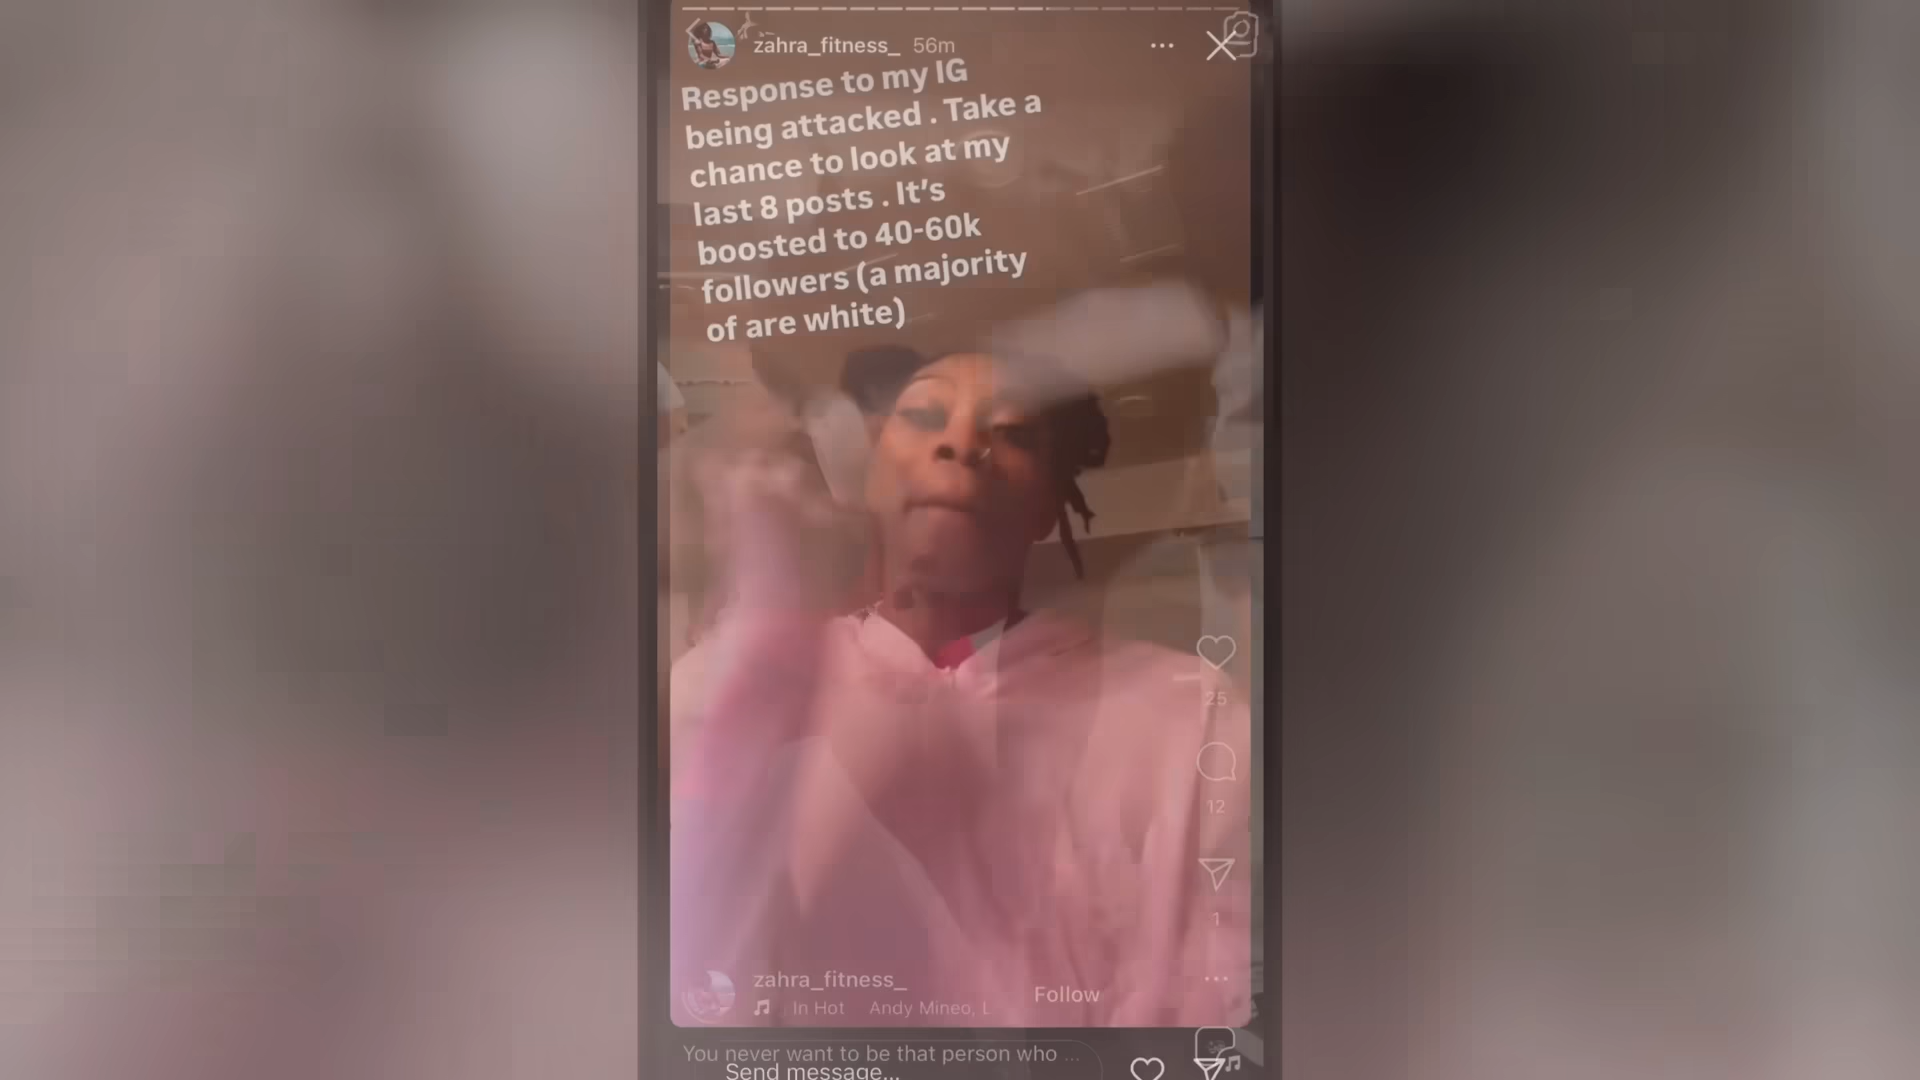 zahra_fitness_ 56m
Response to my IG
being attacked . Take a
chance to look at my
last 8 posts . It's
boosted to 40-60k
followers (a majority
of are white)
25
12
1
zahra_fitness_
Follow
In Hot Andy Mineo, L
You never want to be that person who ...
Send message...